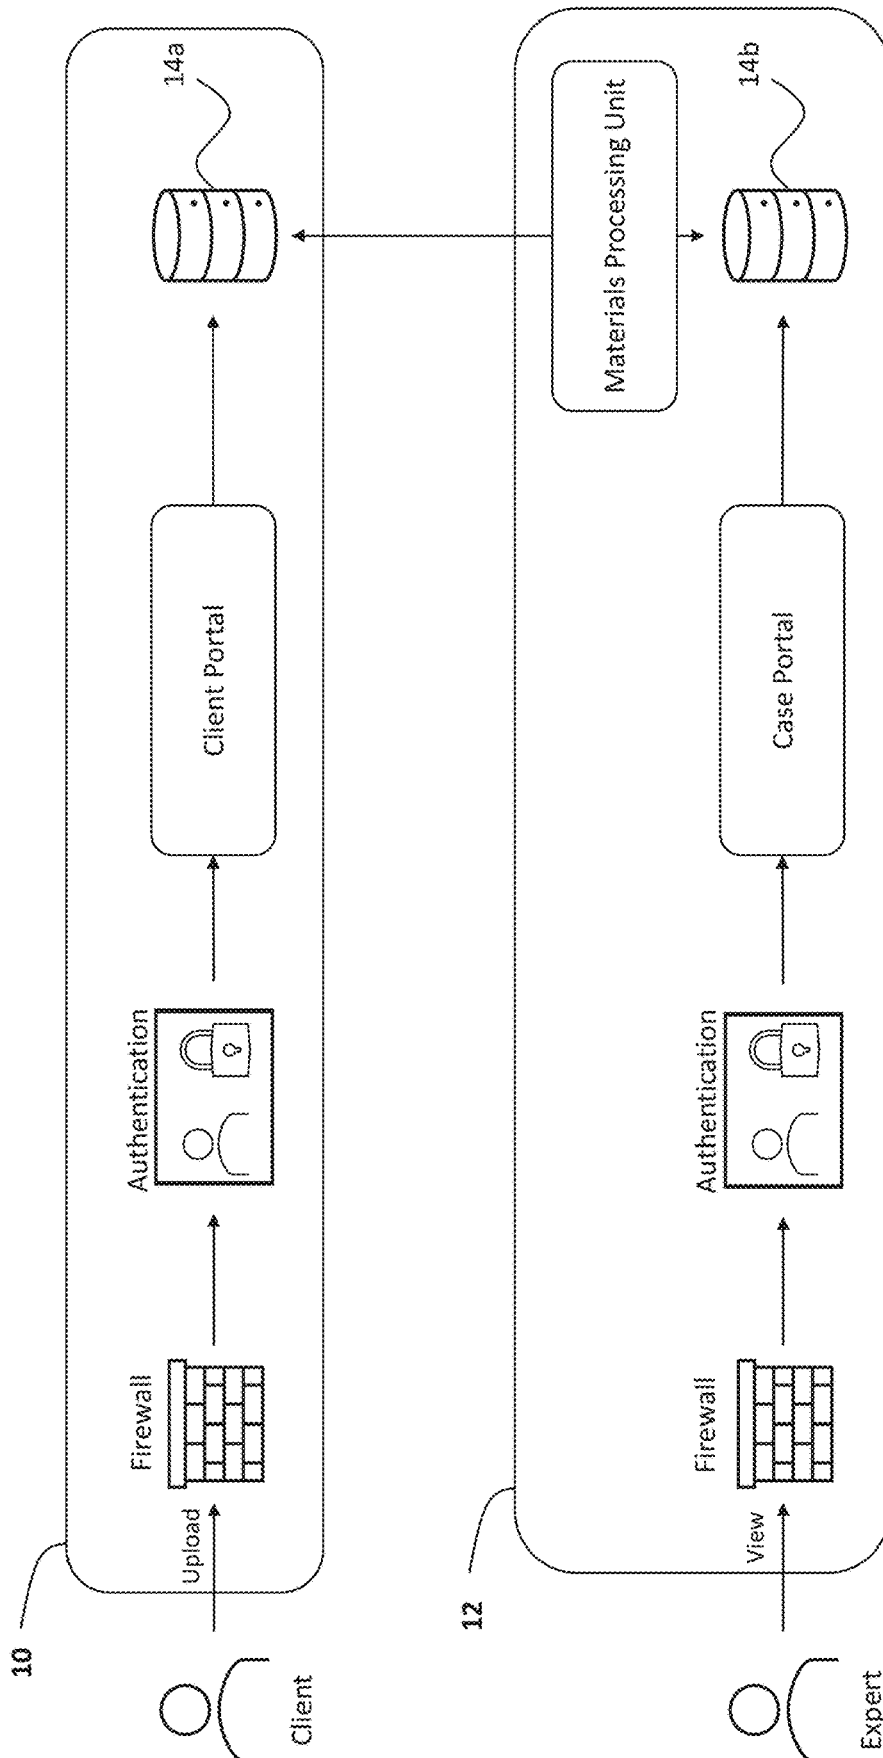 10
Client
Upload
Firewall
Authentication
Client Portal
14a
12
Expert
View
Firewall
Authentication
Case Portal
Materials Processing Unit
14b